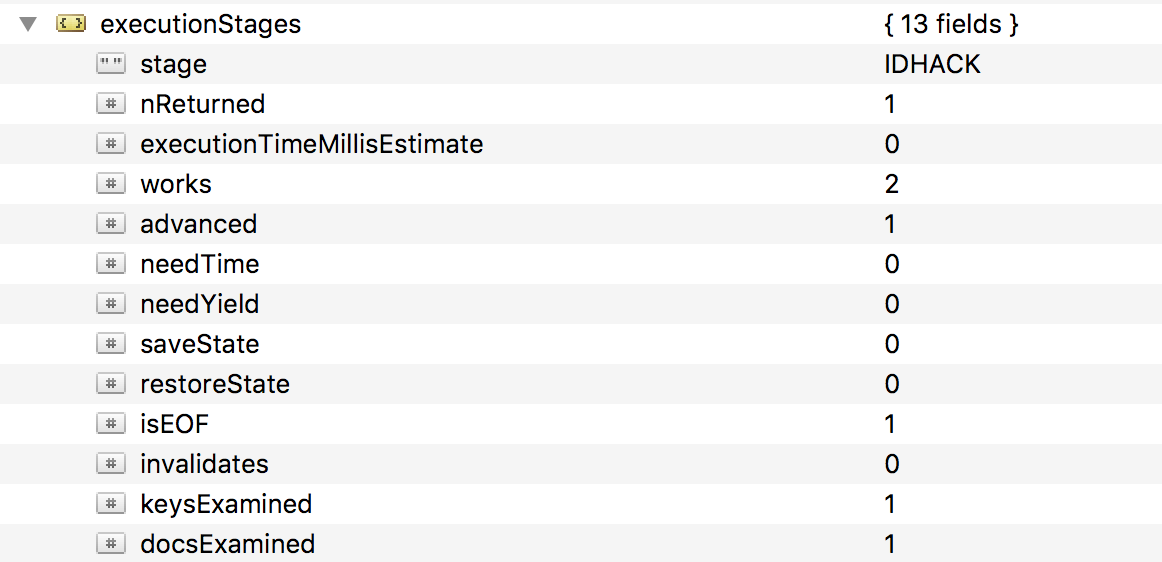 executionStages { 13 fields }
stage IDHACK
nReturned 1
executionTimeMillisEstimate 0
works 2
advanced 1
needTime 0
needYield 0
saveState 0
restoreState 0
isEOF 1
invalidates 0
keysExamined 1
docsExamined 1